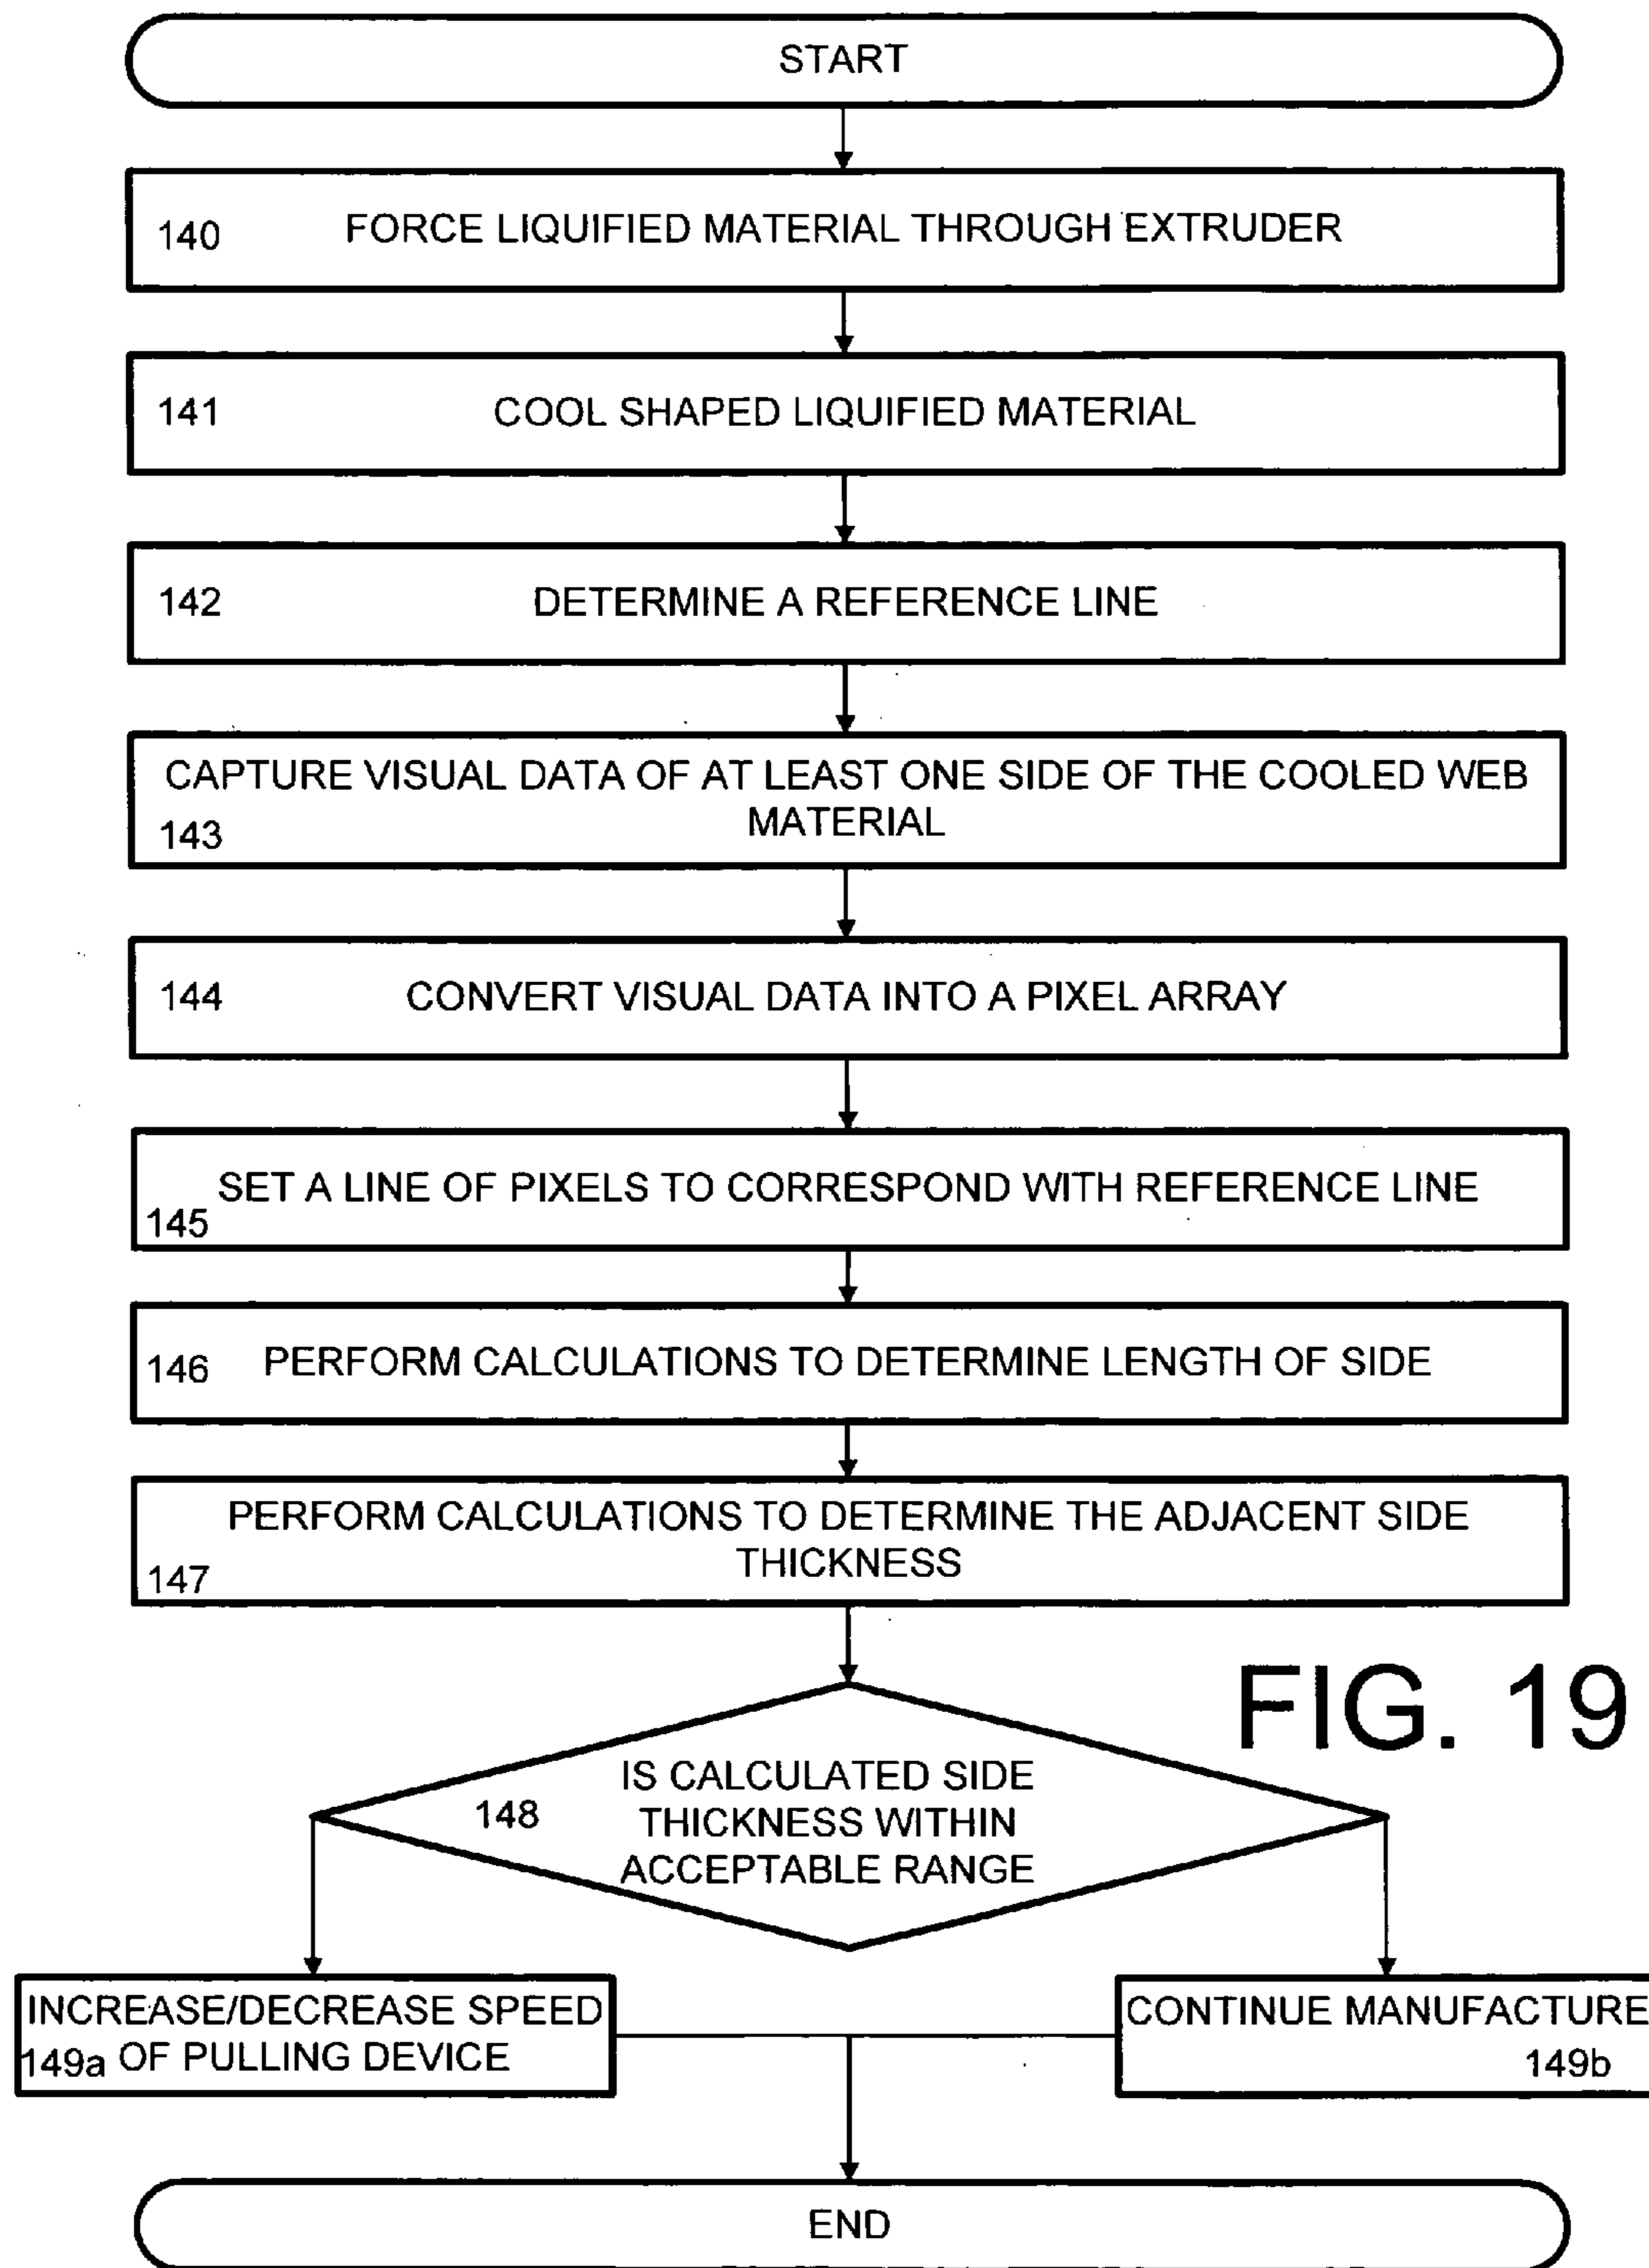 START
140 FORCE LIQUIFIED MATERIAL THROUGH EXTRUDER
141 COOL SHAPED LIQUIFIED MATERIAL
142 DETERMINE A REFERENCE LINE
CAPTURE VISUAL DATA OF AT LEAST ONE SIDE OF THE COOLED WEB
MATERIAL
143
144 CONVERT VISUAL DATA INTO A PIXEL ARRAY
SET A LINE OF PIXELS TO CORRESPOND WITH REFERENCE LINE
145
146 PERFORM CALCULATIONS TO DETERMINE LENGTH OF SIDE
PERFORM CALCULATIONS TO DETERMINE THE ADJACENT SIDE
THICKNESS
147
FIG. 19
IS CALCULATED SIDE
148 THICKNESS WITHIN
ACCEPTABLE RANGE
INCREASE/DECREASE SPEED
149a OF PULLING DEVICE
CONTINUE MANUFACTURE
149b
END